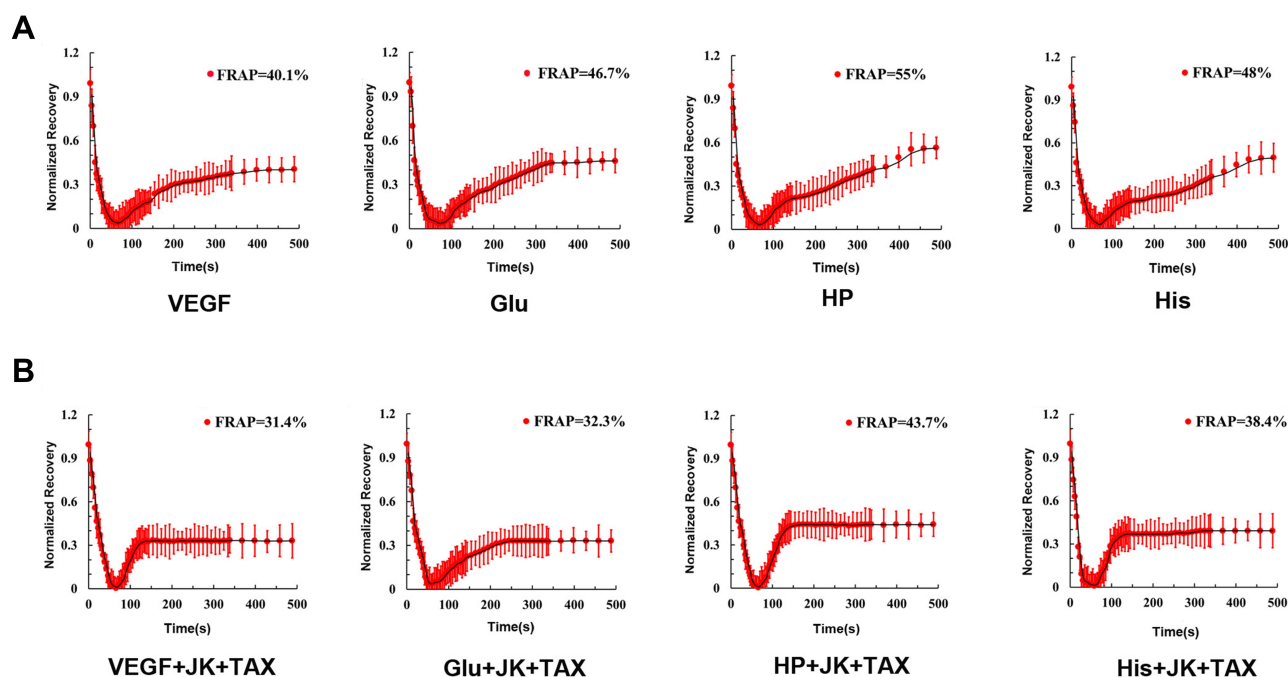 A
Normalized Recovery
1.2
0.9
0.6
0.3
0
FRAP=40.1%
0 100 200 300 400 500
Time(s)
VEGF
Normalized Recovery
1.2
0.9
0.6
0.3
0
FRAP=46.7%
0 100 200 300 400 500
Time(s)
Glu
Normalized Recovery
1.2
0.9
0.6
0.3
0
FRAP=55%
0 100 200 300 400 500
Time(s)
HP
Normalized Recovery
1.2
0.9
0.6
0.3
0
FRAP=48%
0 100 200 300 400 500
Time(s)
His
B
Normalized Recovery
1.2
0.9
0.6
0.3
0
FRAP=31.4%
0 100 200 300 400 500
Time(s)
VEGF+JK+TAX
Normalized Recovery
1.2
0.9
0.6
0.3
0
FRAP=32.3%
0 100 200 300 400 500
Time(s)
Glu+JK+TAX
Normalized Recovery
1.2
0.9
0.6
0.3
0
FRAP=43.7%
0 100 200 300 400 500
Time(s)
HP+JK+TAX
Normalized Recovery
1.2
0.9
0.6
0.3
0
FRAP=38.4%
0 100 200 300 400 500
Time(s)
His+JK+TAX